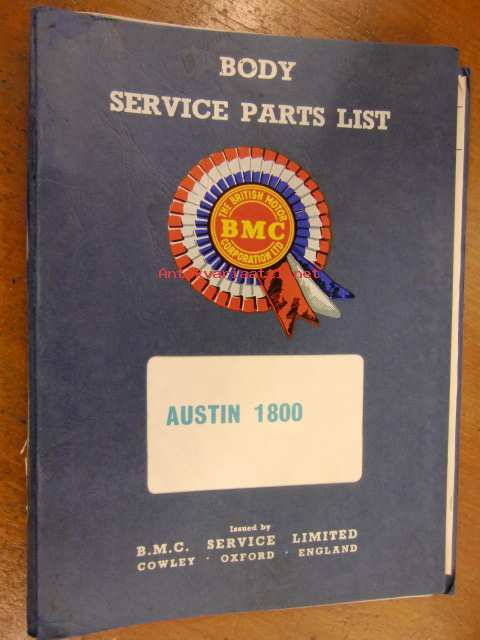 BODY
SERVICE PARTS LIST
THE BRITISH MOTOR
BMC
CORPORATION LTD
Antikvariaatti.net
AUSTIN 1800
Issued by
B.M.C. SERVICE LIMITED
COWLEY · OXFORD · ENGLAND